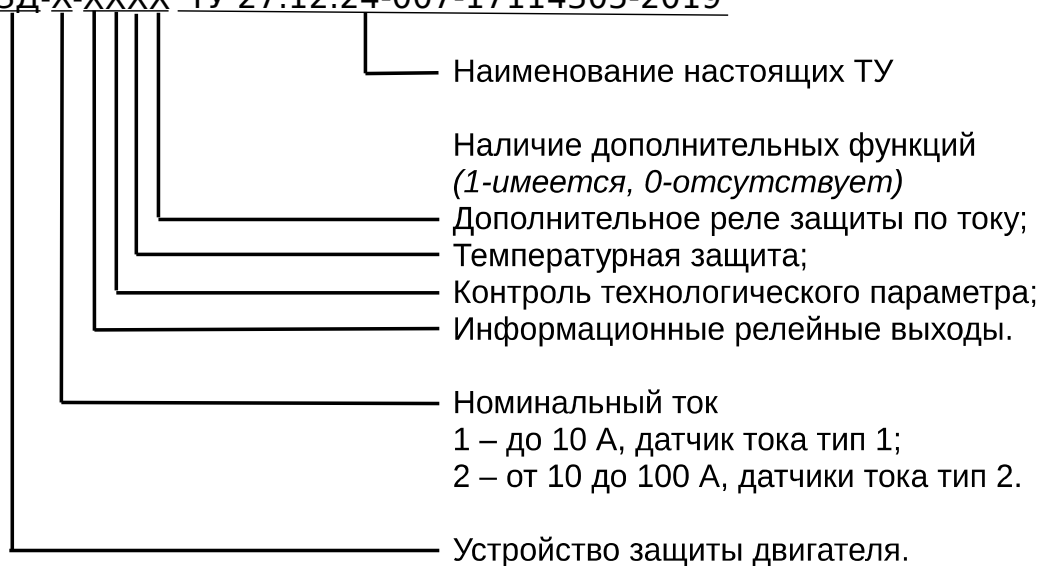 ЗД-Х-ХХХХ ТУ 27.12.24-007-17114305-2019
Наименование настоящих ТУ
Наличие дополнительных функций
(1-имеется, 0-отсутствует)
Дополнительное реле защиты по току;
Температурная защита;
Контроль технологического параметра;
Информационные релейные выходы.
Номинальный ток
1 – до 10 А, датчик тока тип 1;
2 – от 10 до 100 А, датчики тока тип 2.
Устройство защиты двигателя.